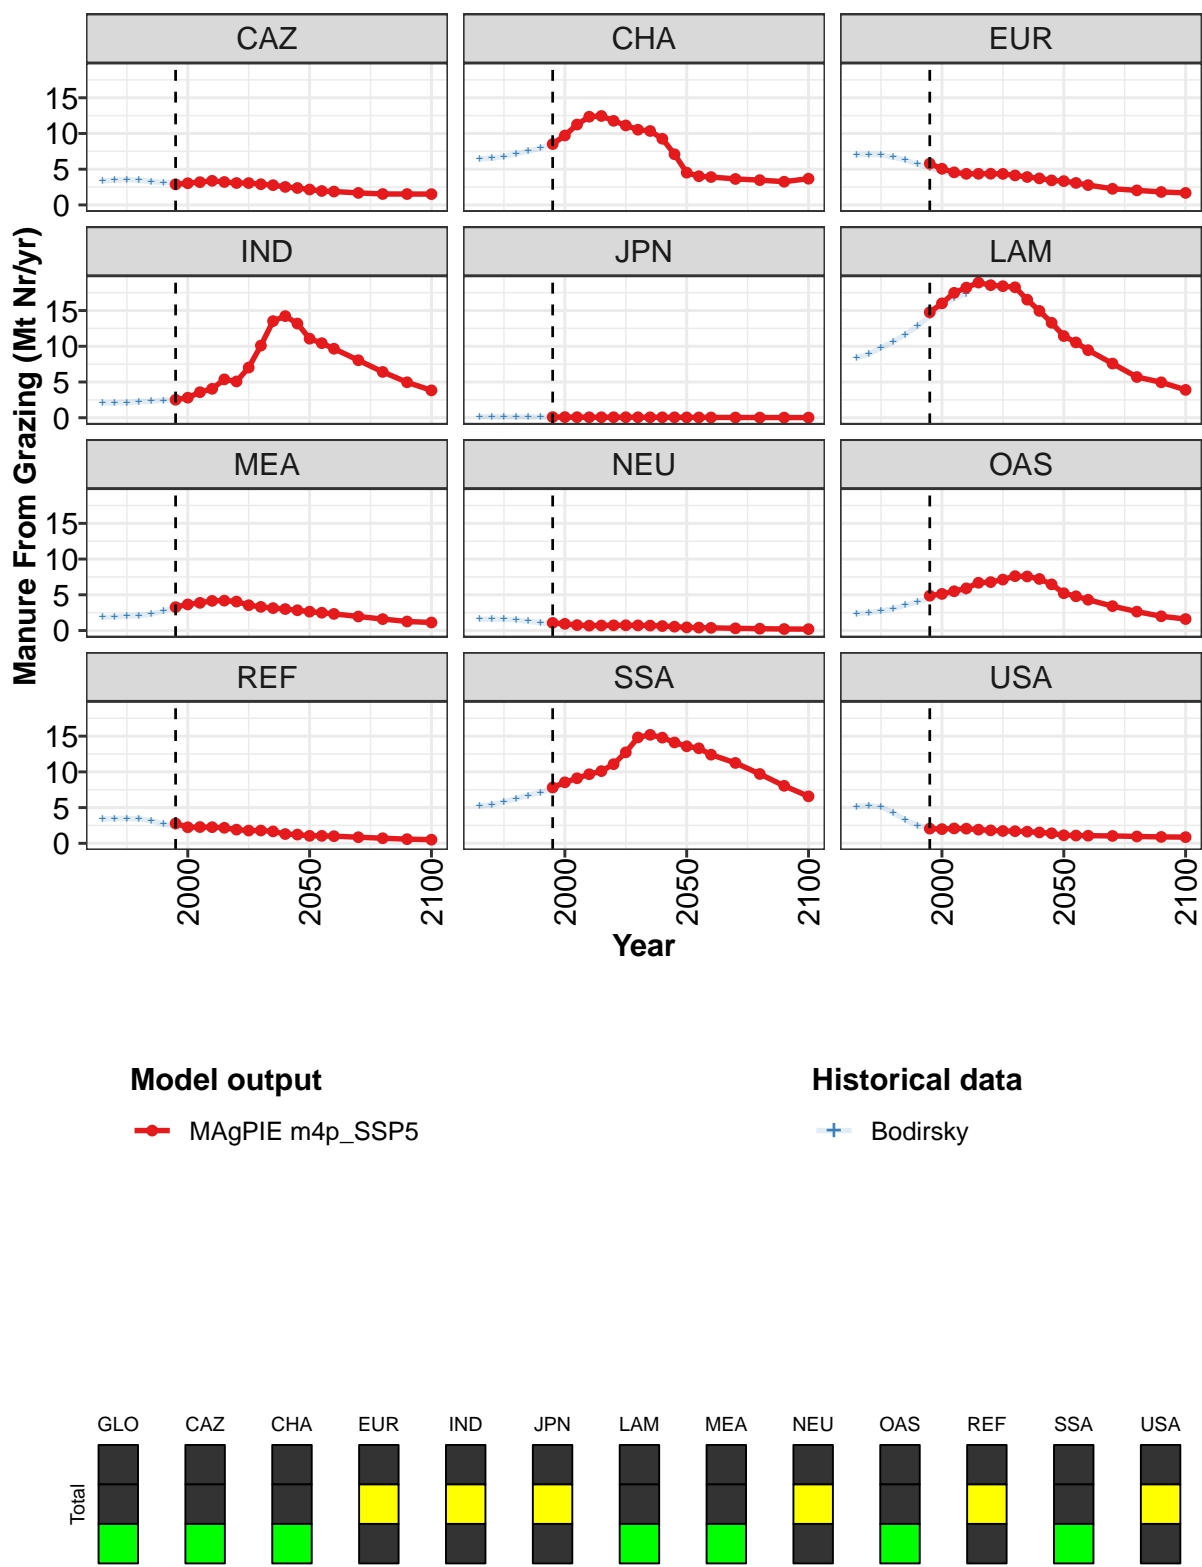 CAZ CHA EUR
15
10
5
0
IND JPN LAM
15
10
5
0
MEA NEU OAS
15
10
5
0
REF SSA USA
15
10
5
0
Manure From Grazing (Mt Nr/yr)
2000 2050 2100 2000 2050 2100 2000 2050 2100
Year
Model output Historical data
MAgPIE m4p_SSP5 Bodirsky
GLO CAZ CHA EUR IND JPN LAM MEA NEU OAS REF SSA USA
Total